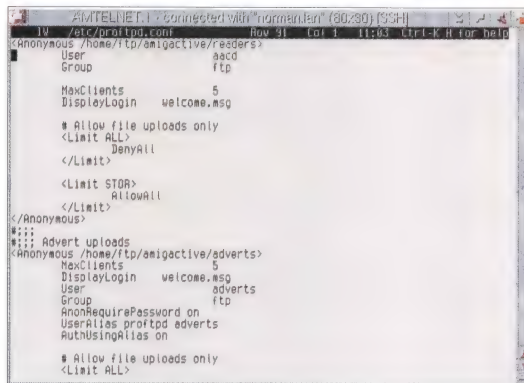 AMTELNET.1 - connected with "norman.lan" (80x30) [SSH]
IW /etc/proftpd.conf Row 91 Col 1 11:03 Ctrl-K H for help
<Anonymous /home/ftp/amigactive/readers>
User aacd
Group ftp
MaxClients 5
DisplayLogin welcome.msg
# Allow file uploads only
<Limit ALL>
DenyAll
</Limit>
<Limit STOR>
AllowAll
</Limit>
</Anonymous>
#;;;
#;;; Advert uploads
<Anonymous /home/ftp/amigactive/adverts>
MaxClients 5
DisplayLogin welcome.msg
User adverts
Group ftp
AnonRequirePassword on
UserAlias proftpd adverts
AuthUsingAlias on
# Allow file uploads only
<Limit ALL>